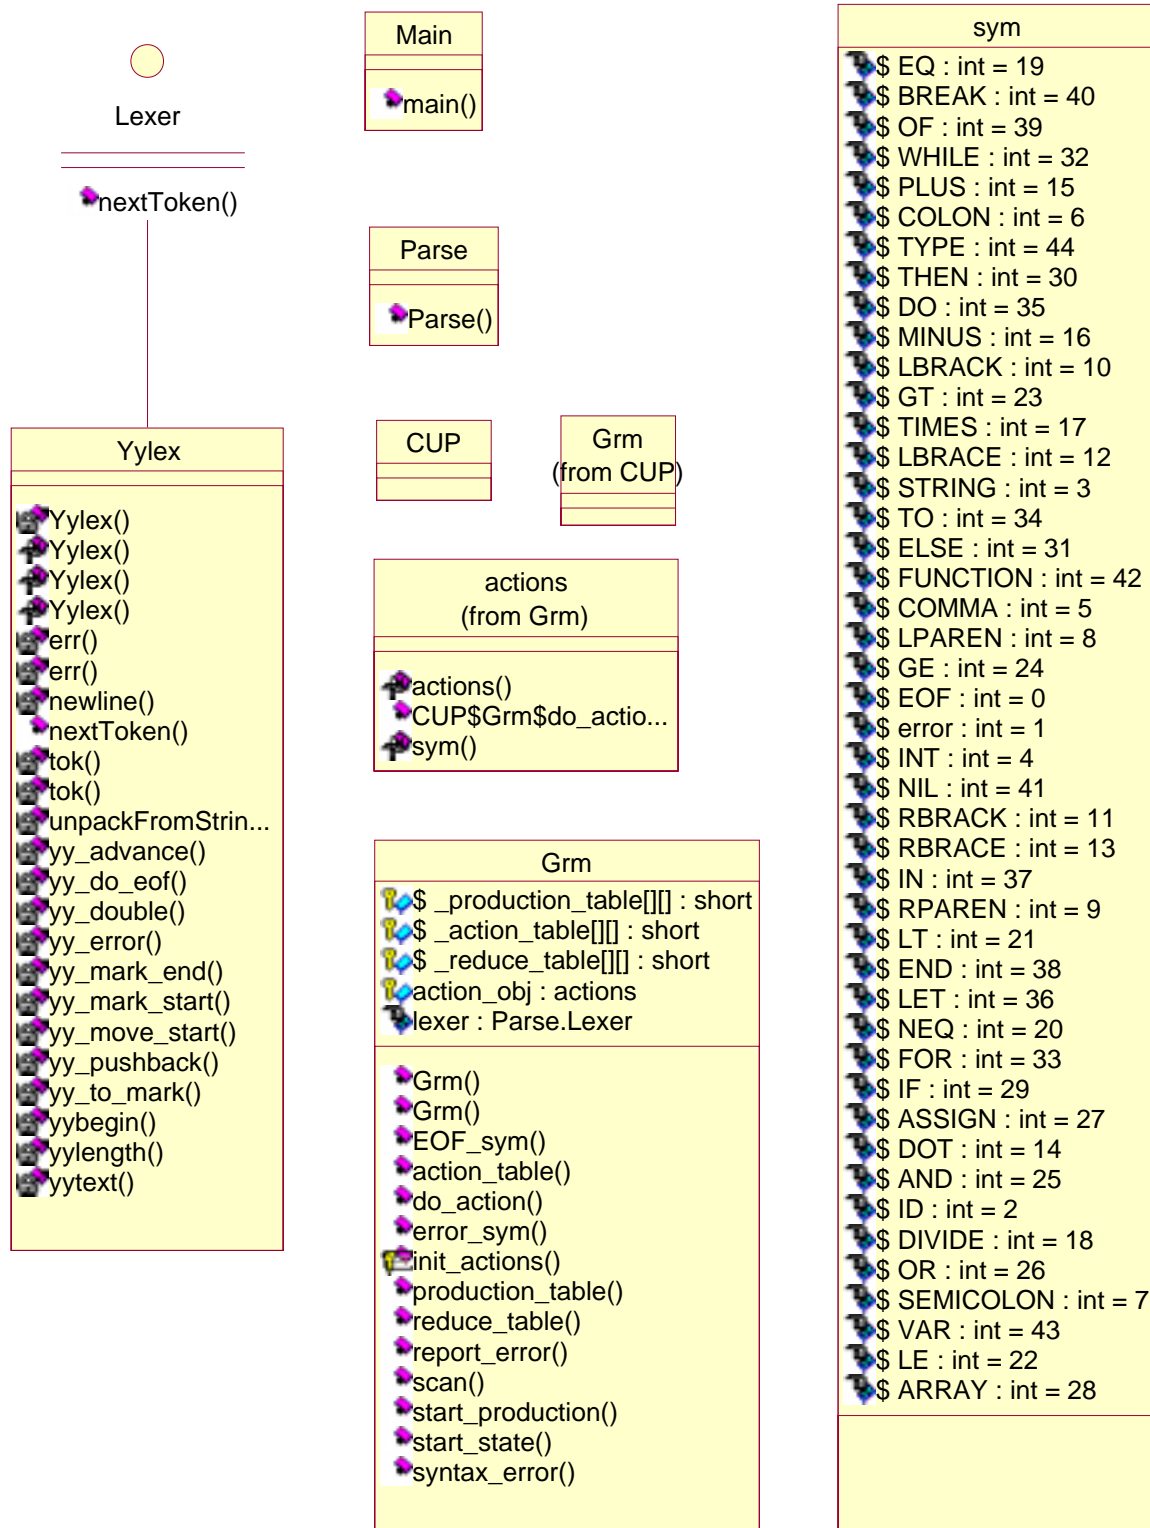 Lexer
nextToken()
Main
main()
Parse
Parse()
CUP
Grm
(from CUP)
Yylex
Yylex()
Yylex()
Yylex()
Yylex()
err()
err()
newline()
nextToken()
tok()
tok()
unpackFromStrin...
yy_advance()
yy_do_eof()
yy_double()
yy_error()
yy_mark_end()
yy_mark_start()
yy_move_start()
yy_pushback()
yy_to_mark()
yybegin()
yylength()
yytext()
actions
(from Grm)
actions()
CUP$Grm$do_actio...
sym()
Grm
$ _production_table[][] : short
$ _action_table[][] : short
$ _reduce_table[][] : short
action_obj : actions
lexer : Parse.Lexer
Grm()
Grm()
EOF_sym()
action_table()
do_action()
error_sym()
init_actions()
production_table()
reduce_table()
report_error()
scan()
start_production()
start_state()
syntax_error()
sym
$ EQ : int = 19
$ BREAK : int = 40
$ OF : int = 39
$ WHILE : int = 32
$ PLUS : int = 15
$ COLON : int = 6
$ TYPE : int = 44
$ THEN : int = 30
$ DO : int = 35
$ MINUS : int = 16
$ LBRACK : int = 10
$ GT : int = 23
$ TIMES : int = 17
$ LBRACE : int = 12
$ STRING : int = 3
$ TO : int = 34
$ ELSE : int = 31
$ FUNCTION : int = 42
$ COMMA : int = 5
$ LPAREN : int = 8
$ GE : int = 24
$ EOF : int = 0
$ error : int = 1
$ INT : int = 4
$ NIL : int = 41
$ RBRACK : int = 11
$ RBRACE : int = 13
$ IN : int = 37
$ RPAREN : int = 9
$ LT : int = 21
$ END : int = 38
$ LET : int = 36
$ NEQ : int = 20
$ FOR : int = 33
$ IF : int = 29
$ ASSIGN : int = 27
$ DOT : int = 14
$ AND : int = 25
$ ID : int = 2
$ DIVIDE : int = 18
$ OR : int = 26
$ SEMICOLON : int = 7
$ VAR : int = 43
$ LE : int = 22
$ ARRAY : int = 28